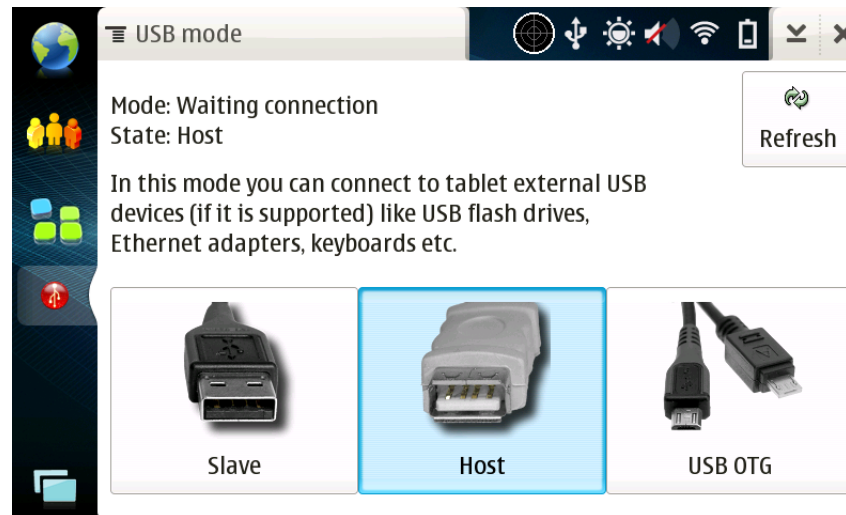 USB mode
Mode: Waiting connection
State: Host
Refresh
In this mode you can connect to tablet external USB
devices (if it is supported) like USB flash drives,
Ethernet adapters, keyboards etc.
Slave
Host
USB OTG